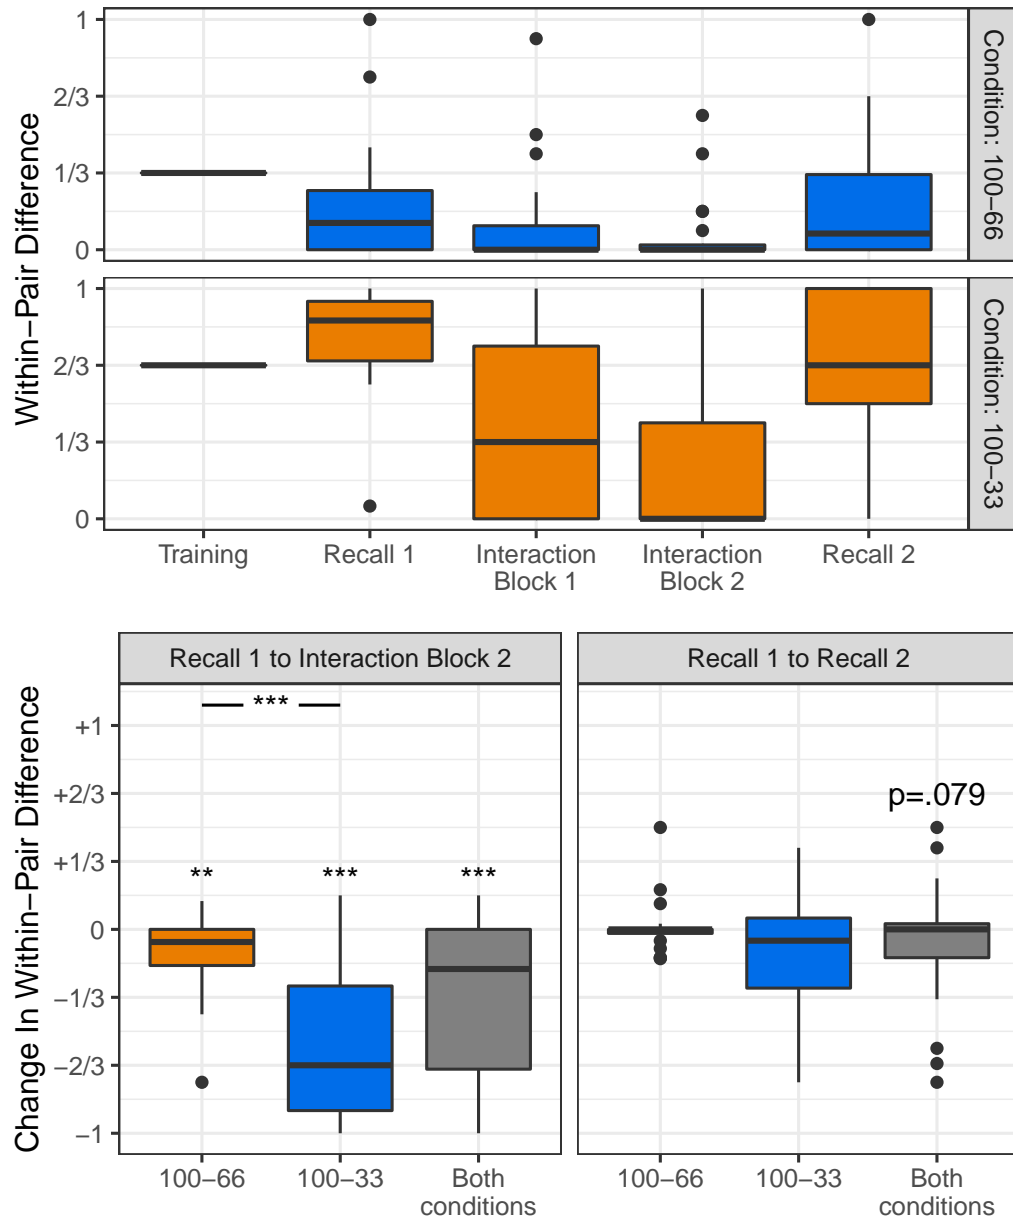 Within−Pair Difference
1
2/3
1/3
0
Condition: 100−66
1
2/3
1/3
0
Condition: 100−33
Training
Recall 1
Interaction
Block 1
Interaction
Block 2
Recall 2
Change In Within−Pair Difference
Recall 1 to Interaction Block 2
Recall 1 to Recall 2
+1
+2/3
+1/3
0
−1/3
−2/3
−1
***
**
***
***
p=.079
100−66
100−33
Both
conditions
100−66
100−33
Both
conditions